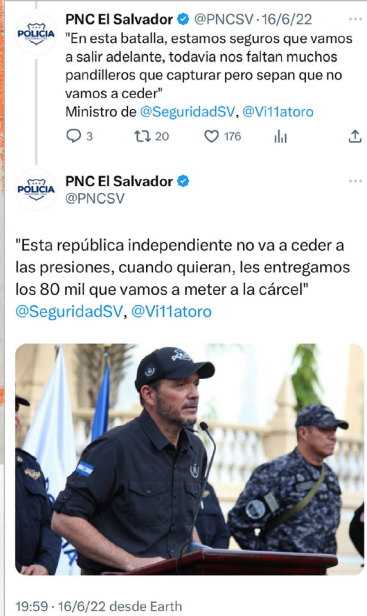 POLICÍA
PNC El Salvador @PNCSV · 16/6/22
"En esta batalla, estamos seguros que vamos
a salir adelante, todavia nos faltan muchos
pandilleros que capturar pero sepan que no
vamos a ceder"
Ministro de @SeguridadSV, @Vi11atoro
3 20 176
POLICÍA
PNC El Salvador
@PNCSV
"Esta república independiente no va a ceder a
las presiones, cuando quieran, les entregamos
los 80 mil que vamos a meter a la cárcel"
@SeguridadSV, @Vi11atoro
19:59 · 16/6/22 desde Earth